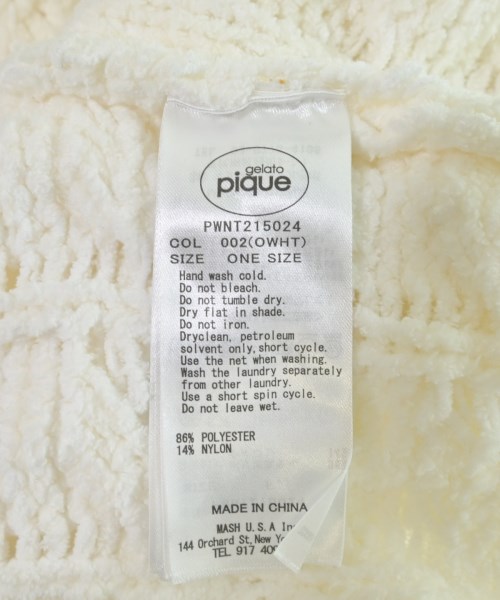 gelato
pique
PWNT215024
COL 002(OWHT)
SIZE ONE SIZE
Hand wash cold.
Do not bleach.
Do not tumble dry.
Dry flat in shade.
Do not iron.
Dryclean, petroleum
solvent only, short cycle.
Use the net when washing.
Wash the laundry separately
from other laundry.
Use a short spin cycle.
Do not leave wet.
86% POLYESTER
14% NYLON
MADE IN CHINA
MASH U.S.A
144 Orchard St, New
TEL 917